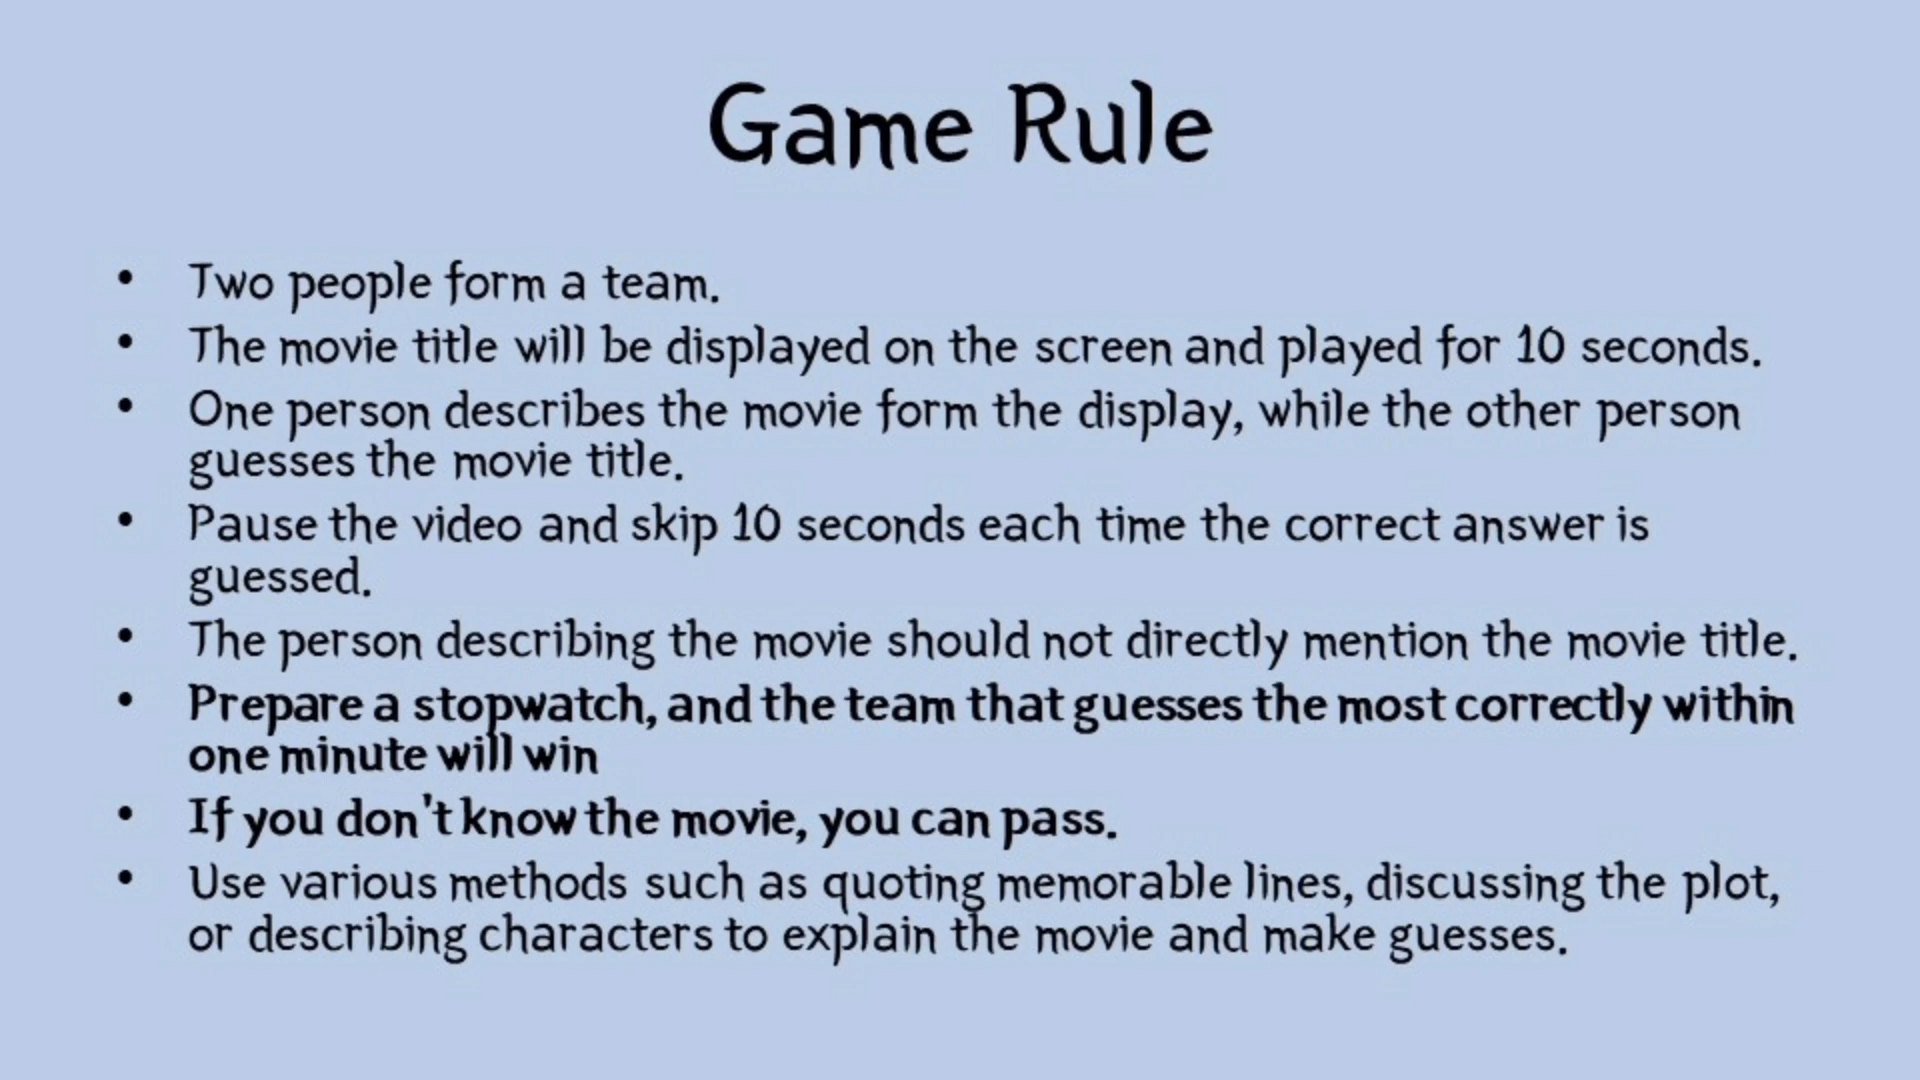 Game Rule
• Two people form a team.
• The movie title will be displayed on the screen and played for 10 seconds.
• One person describes the movie form the display, while the other person
guesses the movie title.
• Pause the video and skip 10 seconds each time the correct answer is
guessed.
• The person describing the movie should not directly mention the movie title.
• Prepare a stopwatch, and the team that guesses the most correctly within
one minute will win
• If you don't know the movie, you can pass.
• Use various methods such as quoting memorable lines, discussing the plot,
or describing characters to explain the movie and make guesses.